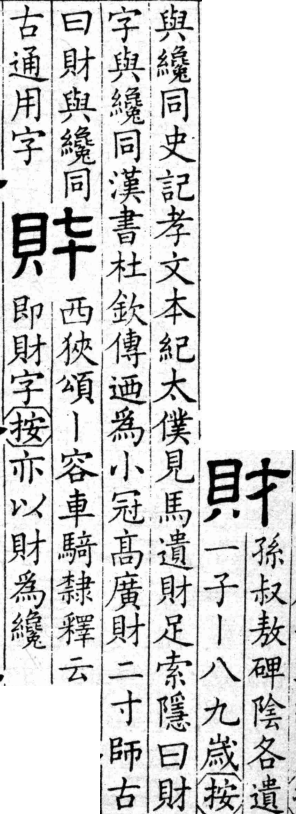 財
孫叔敖碑陰各遺
一子丨八九歲按
與纔同史記孝文本紀太僕見馬遺財足索隱曰財
字與纔同漢書杜欽傳迺爲小冠髙廣財二寸師古
曰財與纔同
古通用字
財
西狹頌丨容車騎隸釋云
即財字按亦以財爲纔